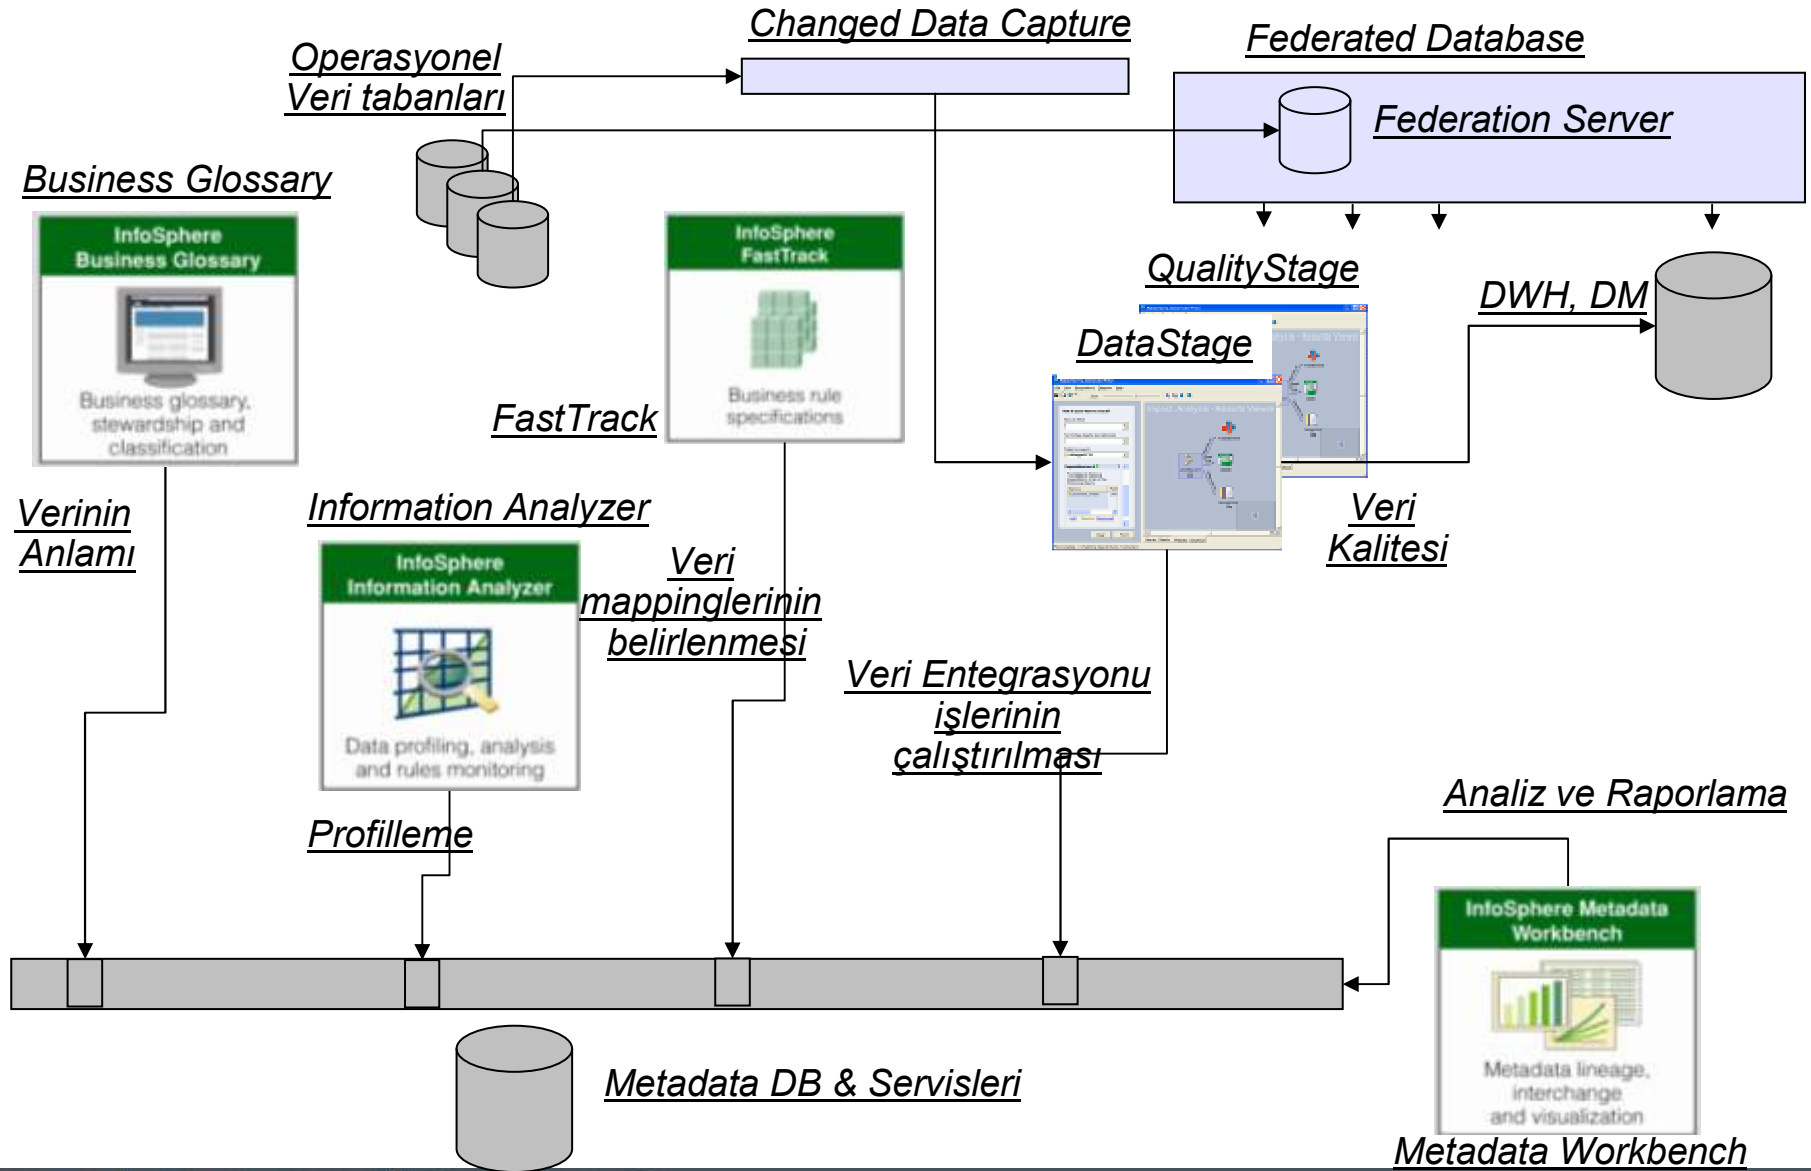 Changed Data Capture
Operasyonel
Veri tabanları
Federated Database
Federation Server
Business Glossary
InfoSphere
Business Glossary
Business glossary,
stewardship and
classification
InfoSphere
FastTrack
Business rule
specifications
FastTrack
QualityStage
DataStage
DWH, DM
Verinin
Anlamı
Information Analyzer
InfoSphere
Information Analyzer
Data profiling, analysis
and rules monitoring
Veri
mappinglerinin
belirlenmesi
Veri
Kalitesi
Veri Entegrasyonu
işlerinin
çalıştırılması
Profilleme
Analiz ve Raporlama
InfoSphere Metadata
Workbench
Metadata lineage,
interchange
and visualization
Metadata Workbench
Metadata DB & Servisleri